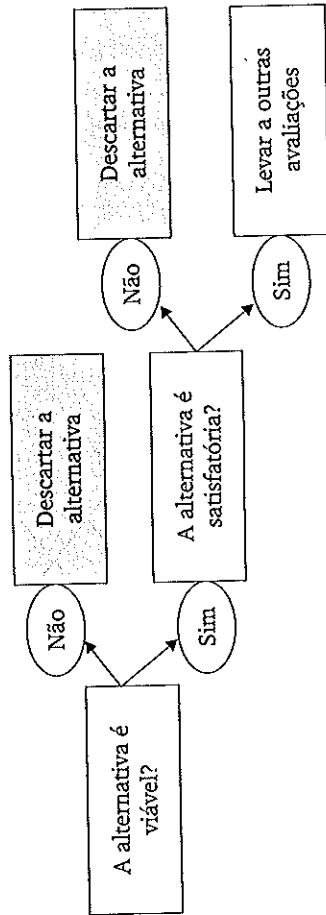 A alternativa é
viável?
Não
Descartar a
alternativa
Sim
A alternativa é
satisfatória?
Não
Descartar a
alternativa
Sim
Levar a outras
avaliações